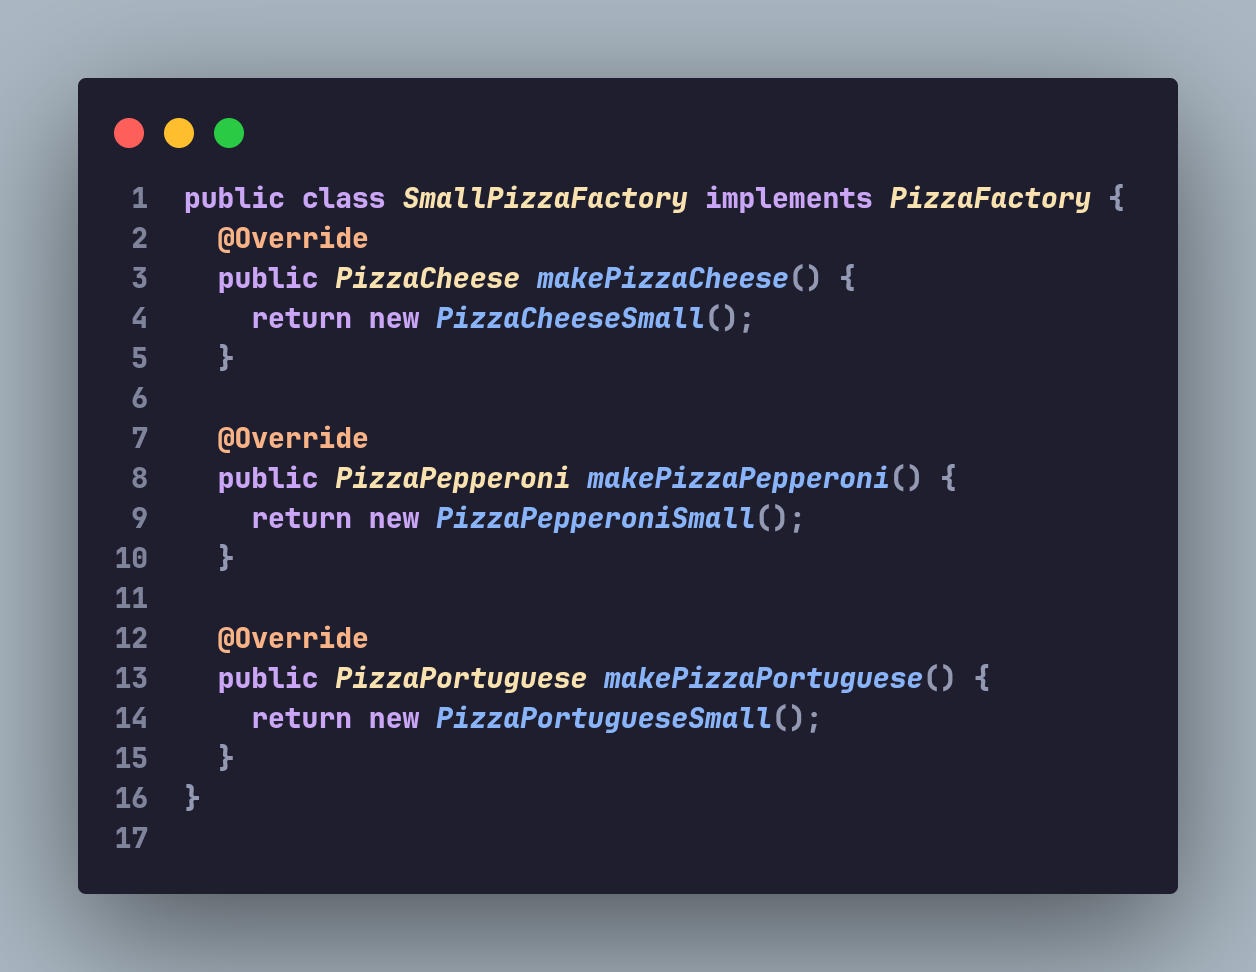 1 public class SmallPizzaFactory implements PizzaFactory {
2   @Override
3   public PizzaCheese makePizzaCheese() {
4     return new PizzaCheeseSmall();
5   }
6
7   @Override
8   public PizzaPepperoni makePizzaPepperoni() {
9     return new PizzaPepperoniSmall();
10   }
11
12   @Override
13   public PizzaPortuguese makePizzaPortuguese() {
14     return new PizzaPortugueseSmall();
15   }
16 }
17